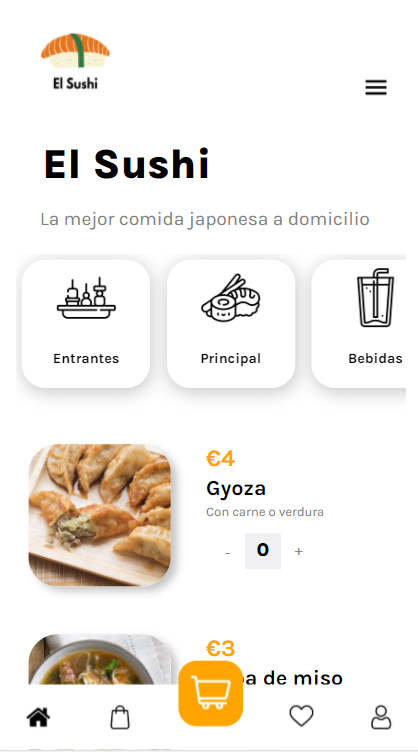 El Sushi
El Sushi
La mejor comida japonesa a domicilio
Entrantes
Principal
Bebidas
€4
Gyoza
Con carne o verdura
- 0 +
€3
de miso